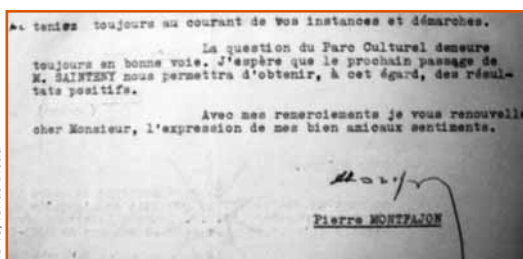 teniez toujours au courant de vos instances et démarches.
La question du Parc Culturel demeure
toujours en bonne voie. J'espère que le prochain passage de
M. SAINTENY nous permettra d'obtenir, à cet égard, des résul-
tats positifs.
Avec mes remerciements je vous renouvelle
cher Monsieur, l'expression de mes bien amicaux sentiments.
Pierre MONTFAJON